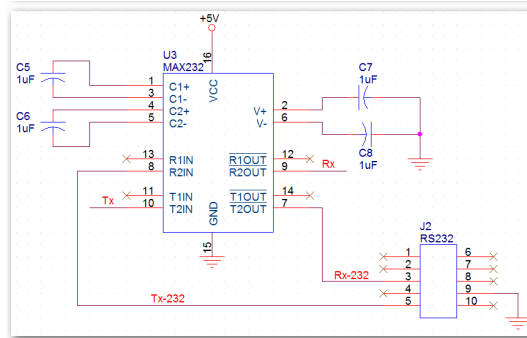 +5V
U3
MAX232
C5
1uF
C6
1uF
C7
1uF
C8
1uF
16
VCC
1 C1+
3 C1-
4 C2+
5 C2-
V+ 2
V- 6
13 R1IN
8 R2IN
R1OUT 12
R2OUT 9
Rx
11 T1IN
10 T2IN
Tx
T1OUT 14
T2OUT 7
GND
15
J2
RS232
1 6
2 7
3 8
4 9
5 10
Rx-232
Tx-232